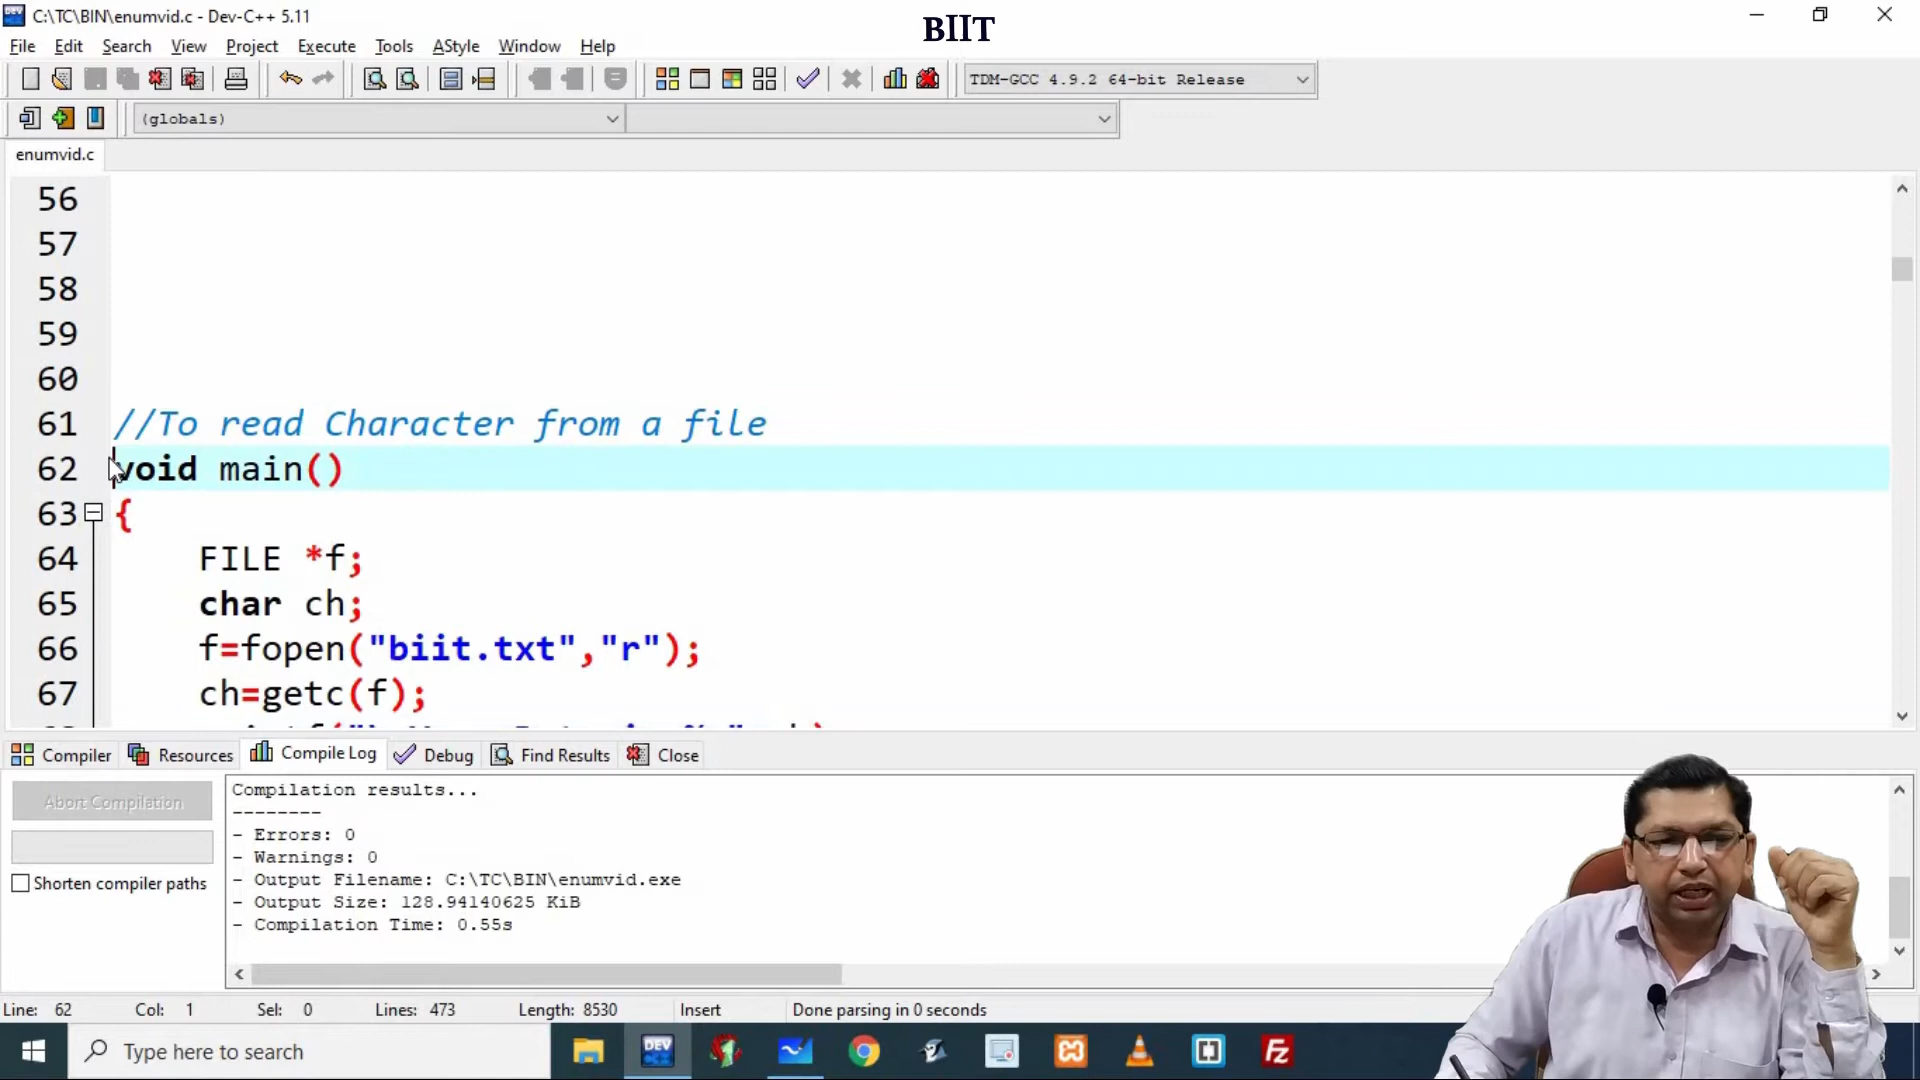 C:\TC\BIN\enumvid.c - Dev-C++ 5.11
BIIT
File Edit Search View Project Execute Tools AStyle Window Help
TDM-GCC 4.9.2 64-bit Release
(globals)
enumvid.c
56
57
58
59
60
61 //To read Character from a file
62 void main()
63 {
64 FILE *f;
65 char ch;
66 f=fopen("biit.txt","r");
67 ch=getc(f);
Compiler Resources Compile Log Debug Find Results Close
Abort Compilation
Shorten compiler paths
Compilation results...
--------
- Errors: 0
- Warnings: 0
- Output Filename: C:\TC\BIN\enumvid.exe
- Output Size: 128.94140625 KiB
- Compilation Time: 0.55s
Line: 62 Col: 1 Sel: 0 Lines: 473 Length: 8530 Insert Done parsing in 0 seconds
Type here to search
DEV
Fz